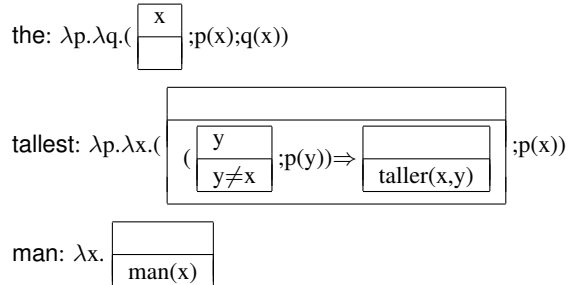 x
the: λp.λq.( ;p(x);q(x))
tallest: λp.λx.( ( y ;p(y))⇒ ;p(x))
y≠x taller(x,y)
man: λx.
man(x)